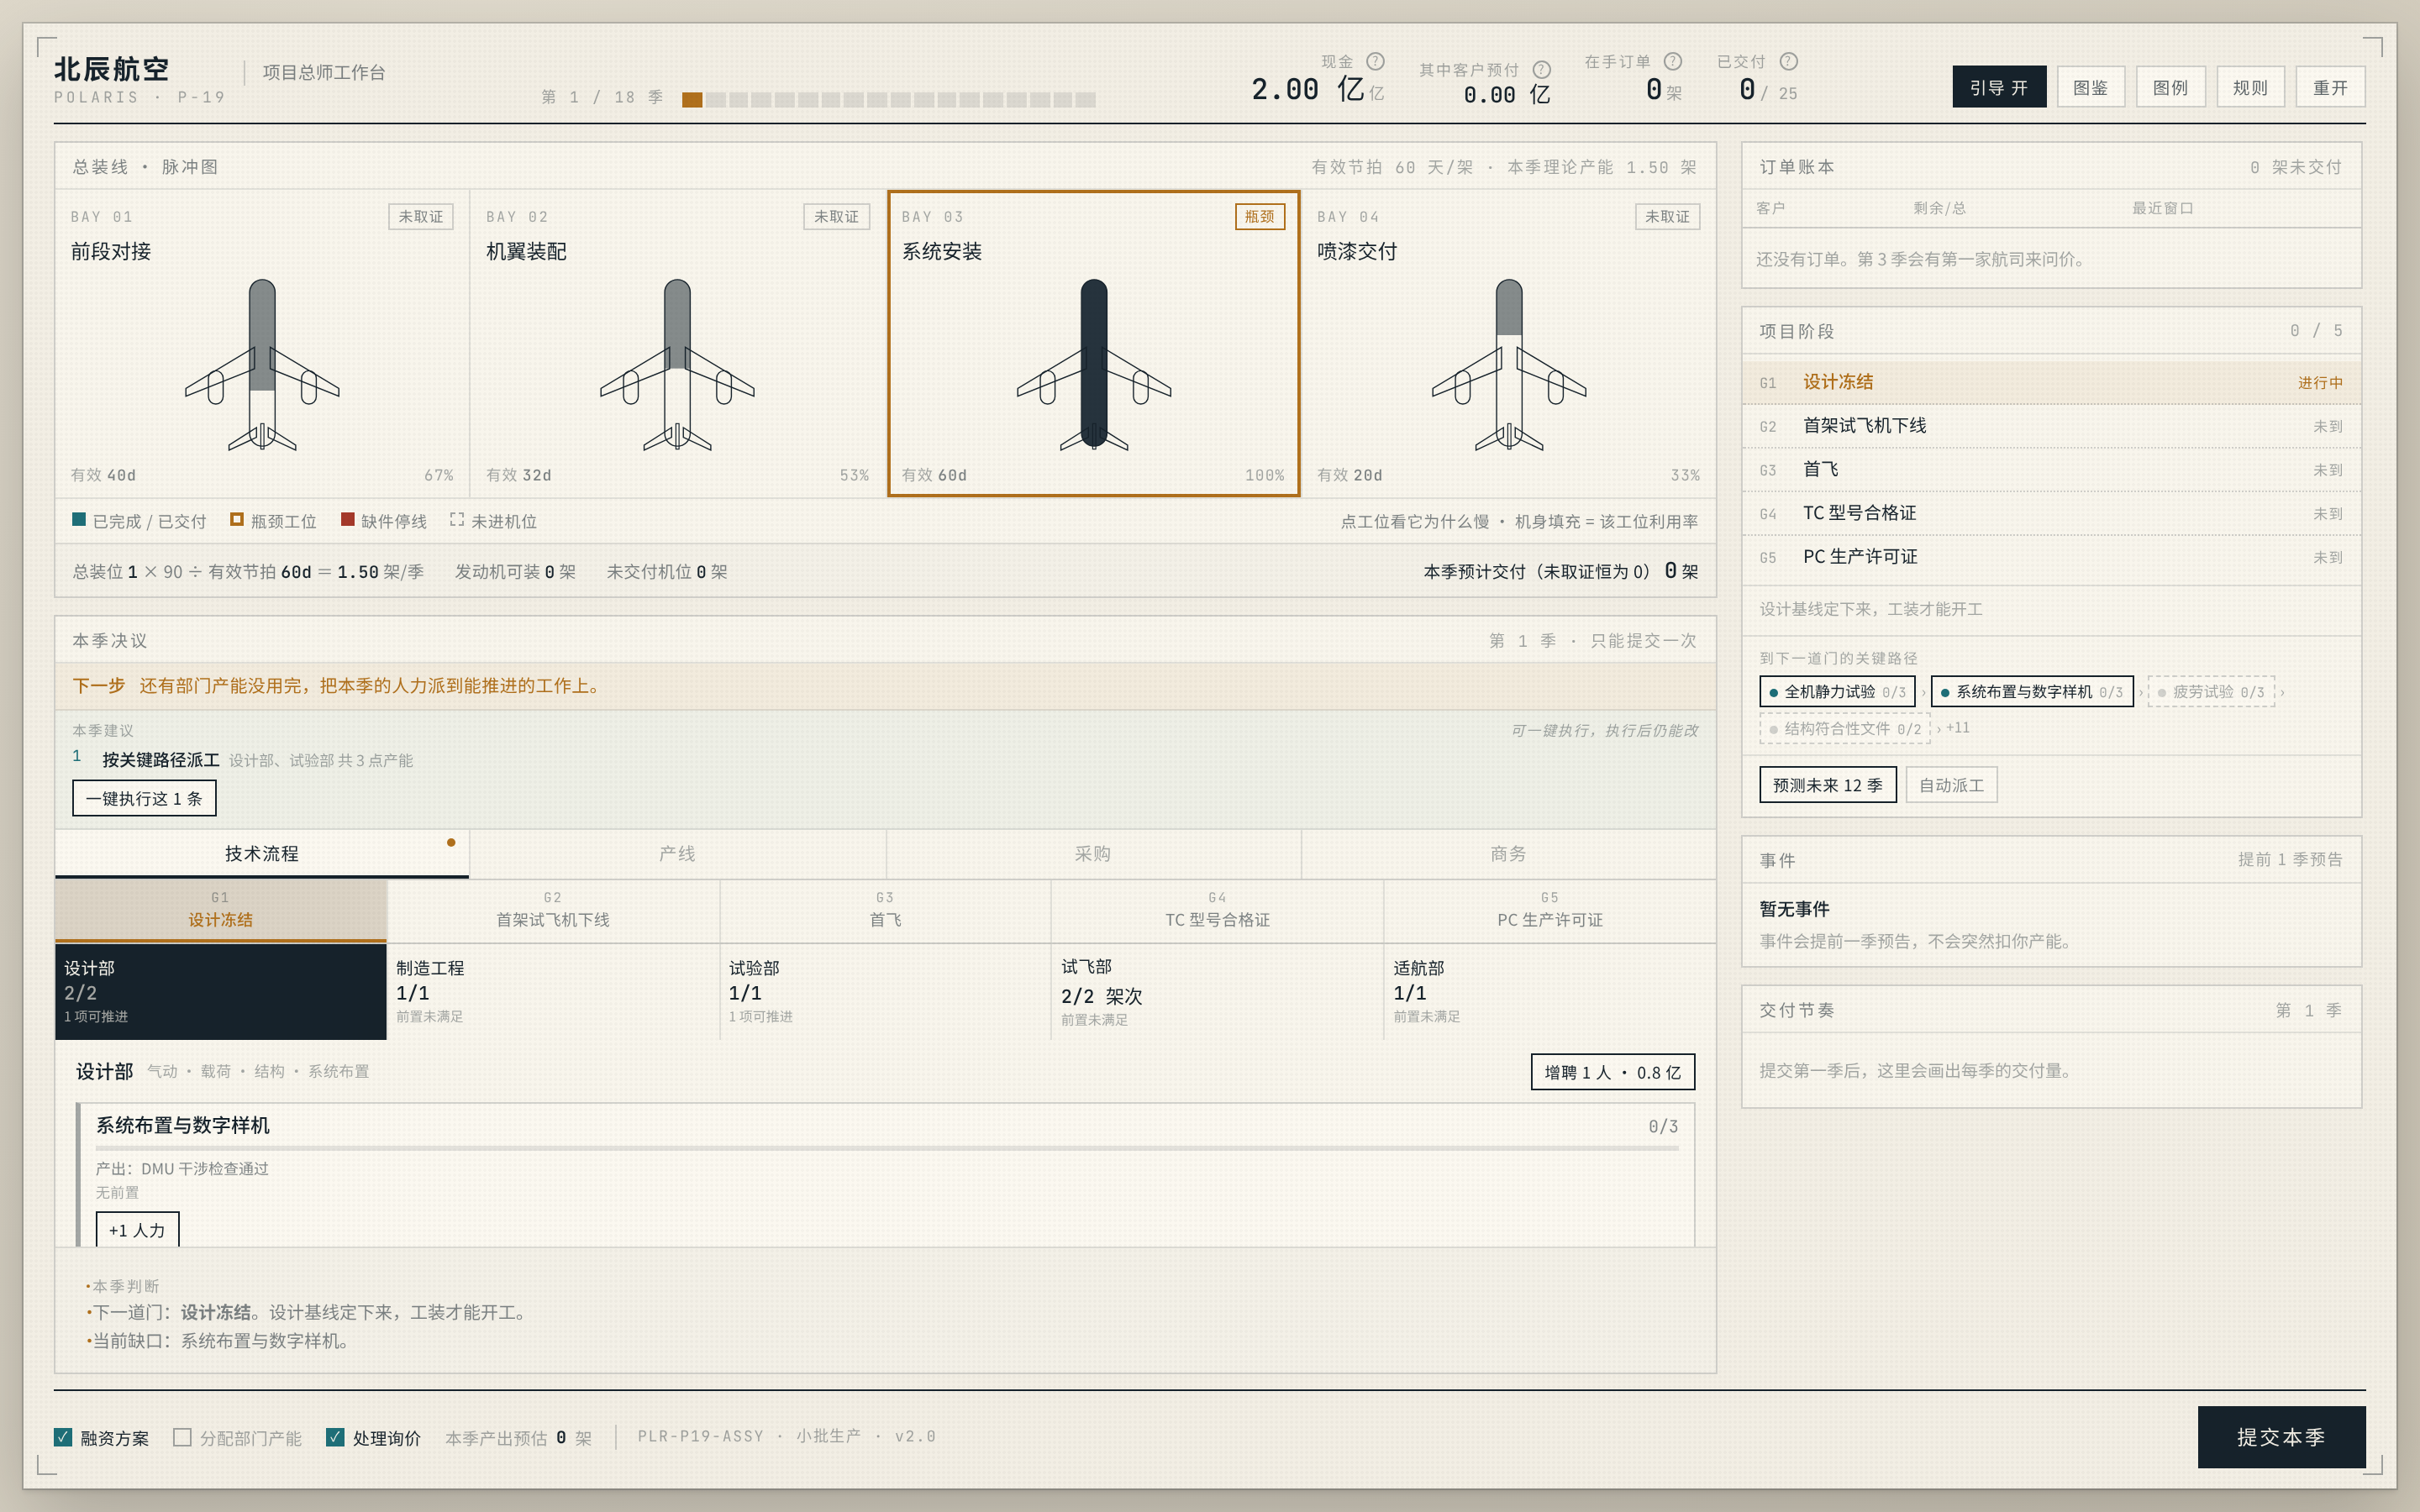 北辰航空
POLARIS · P-19
项目总师工作台
第 1 / 18 季
现金 ?
2.00 亿 亿
其中客户预付 ?
0.00 亿
在手订单 ?
0 架
已交付 ?
0 / 25
引导 开
图鉴
图例
规则
重开
总装线 · 脉冲图
有效节拍 60 天/架 · 本季理论产能 1.50 架
BAY 01
未取证
前段对接
有效 40d
67%
BAY 02
未取证
机翼装配
有效 32d
53%
BAY 03
瓶颈
系统安装
有效 60d
100%
BAY 04
未取证
喷漆交付
有效 20d
33%
已完成 / 已交付
瓶颈工位
缺件停线
未进机位
点工位看它为什么慢 · 机身填充 = 该工位利用率
总装位 1 × 90 ÷ 有效节拍 60d = 1.50 架/季
发动机可装 0 架
未交付机位 0 架
本季预计交付（未取证恒为 0） 0 架
本季决议
第 1 季 · 只能提交一次
下一步 还有部门产能没用完，把本季的人力派到能推进的工作上。
本季建议
可一键执行，执行后仍能改
1 按关键路径派工 设计部、试验部 共 3 点产能
一键执行这 1 条
技术流程
产线
采购
商务
G1
设计冻结
G2
首架试飞机下线
G3
首飞
G4
TC 型号合格证
G5
PC 生产许可证
设计部
2/2
1 项可推进
制造工程
1/1
前置未满足
试验部
1/1
1 项可推进
试飞部
2/2 架次
前置未满足
适航部
1/1
前置未满足
设计部 气动 · 载荷 · 结构 · 系统布置
增聘 1 人 · 0.8 亿
系统布置与数字样机
0/3
产出：DMU 干涉检查通过
无前置
+1 人力
·本季判断
·下一道门：设计冻结。设计基线定下来，工装才能开工。
·当前缺口：系统布置与数字样机。
订单账本
0 架未交付
客户
剩余/总
最近窗口
还没有订单。第 3 季会有第一家航司来问价。
项目阶段
0 / 5
G1 设计冻结 进行中
G2 首架试飞机下线 未到
G3 首飞 未到
G4 TC 型号合格证 未到
G5 PC 生产许可证 未到
设计基线定下来，工装才能开工
到下一道门的关键路径
全机静力试验 0/3 › 系统布置与数字样机 0/3 › 疲劳试验 0/3 ›
结构符合性文件 0/2 › +11
预测未来 12 季
自动派工
事件
提前 1 季预告
暂无事件
事件会提前一季预告，不会突然扣你产能。
交付节奏
第 1 季
提交第一季后，这里会画出每季的交付量。
✓ 融资方案
分配部门产能
✓ 处理询价
本季产出预估 0 架
PLR-P19-ASSY · 小批生产 · v2.0
提交本季